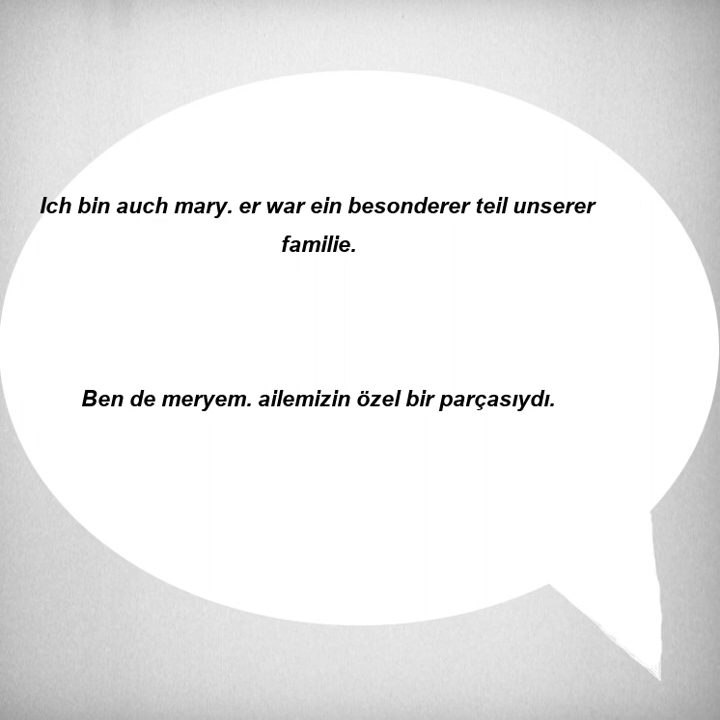 Ich bin auch mary. er war ein besonderer teil unserer
familie.
Ben de meryem. ailemizin özel bir parçasıydı.